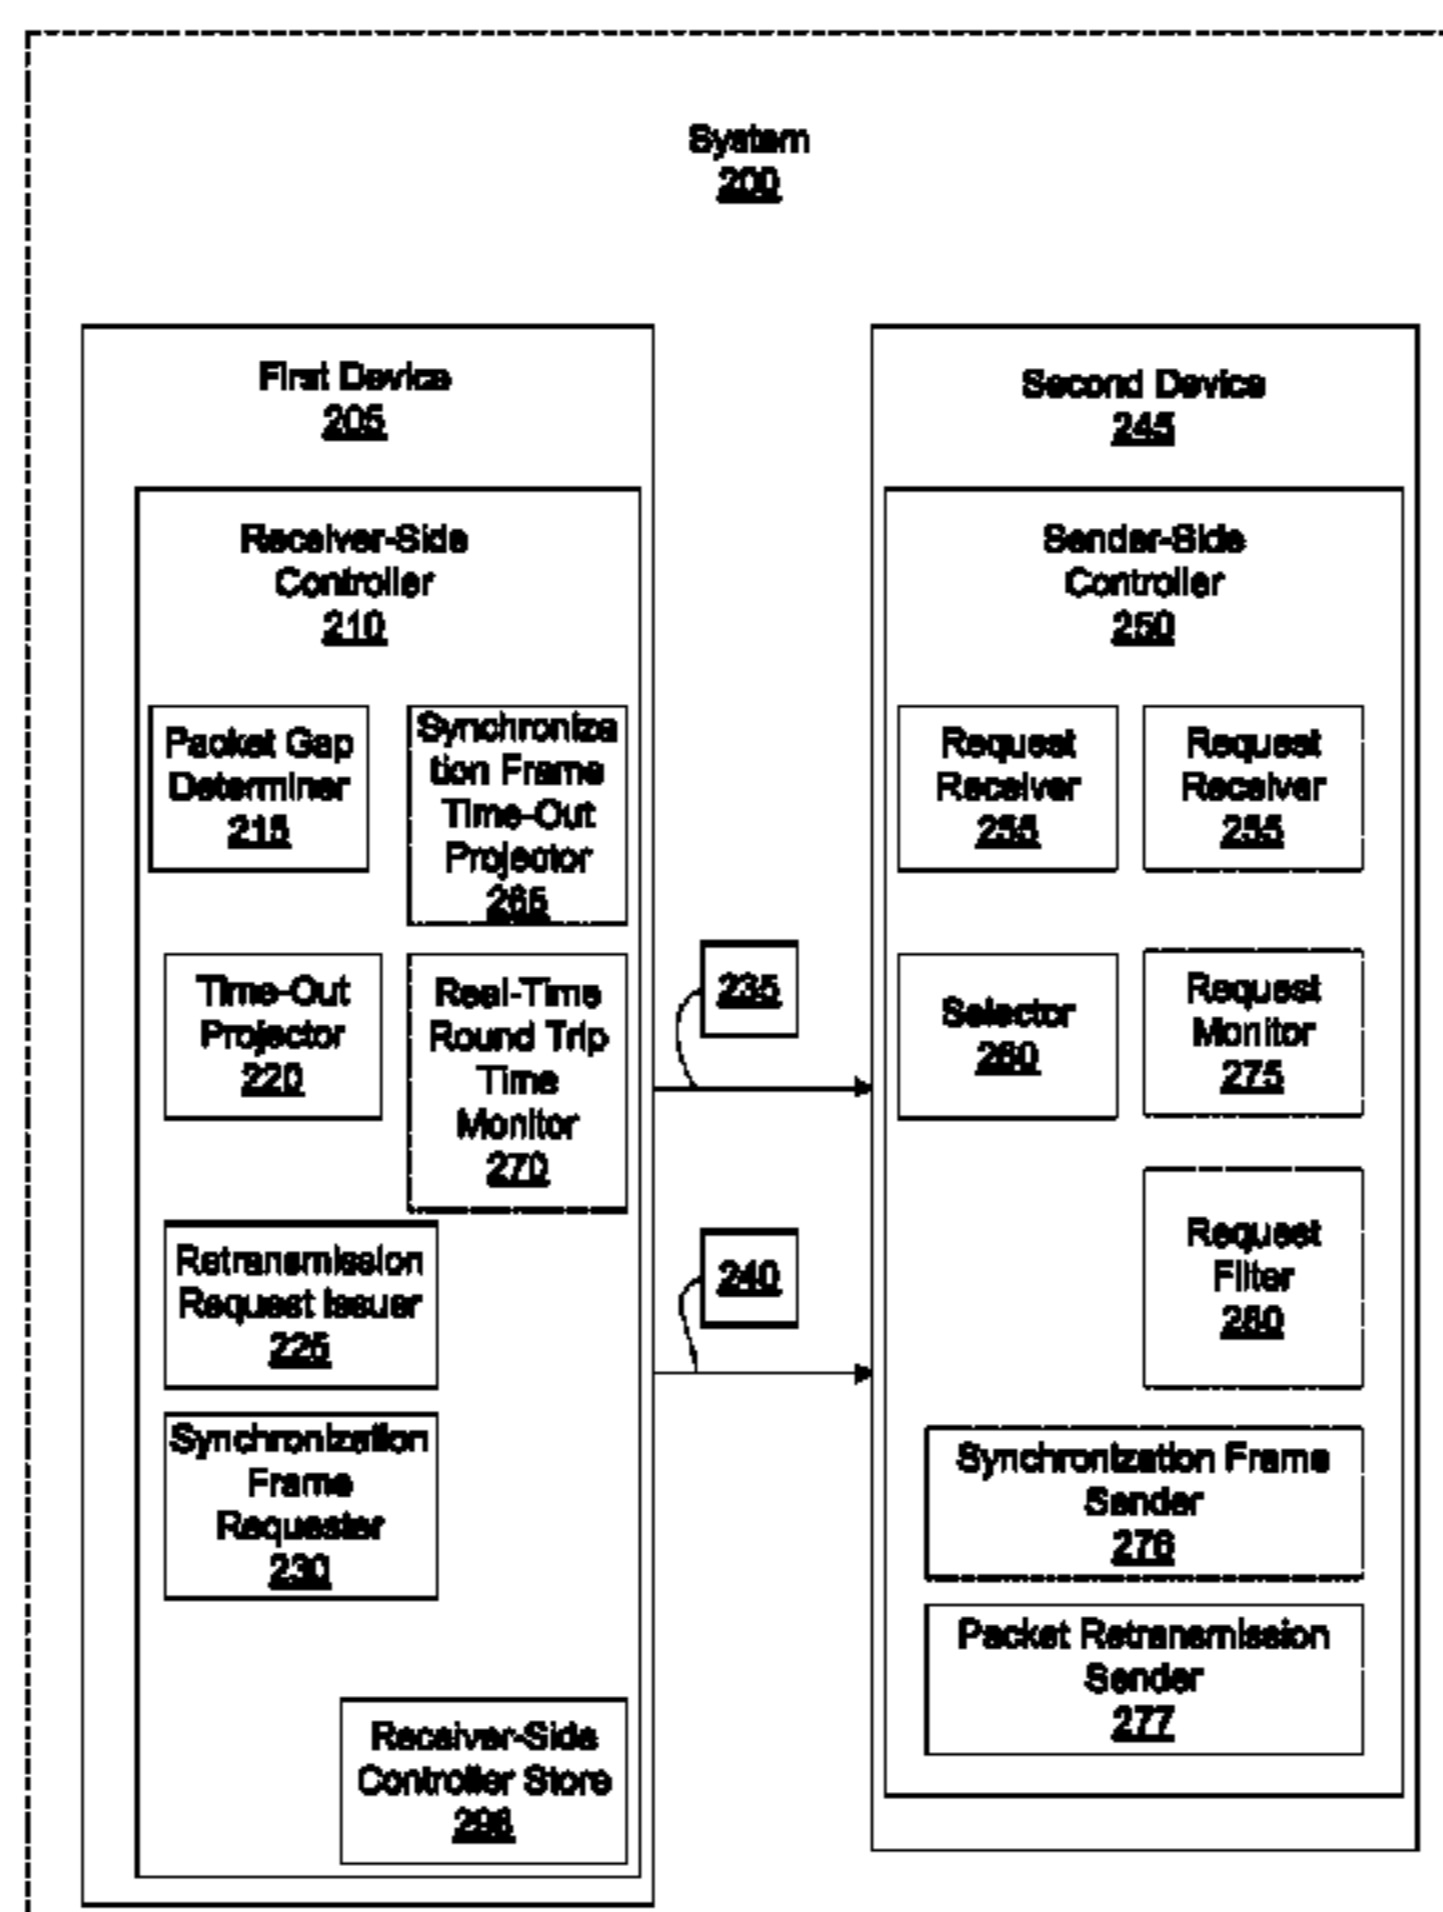 System
200
First Device
205
Receiver-Side
Controller
210
Packet Gap
Determiner
215
Synchroniza
tion Frame
Time-Out
Projector
265
Time-Out
Projector
220
Real-Time
Round Trip
Time
Monitor
270
Retransmission
Request Issuer
225
Synchronization
Frame
Requester
230
Receiver-Side
Controller Store
235
240
Second Device
245
Sender-Side
Controller
250
Request
Receiver
255
Request
Receiver
255
Selector
260
Request
Monitor
275
Request
Filter
280
Synchronization Frame
Sender
276
Packet Retransmission
Sender
277